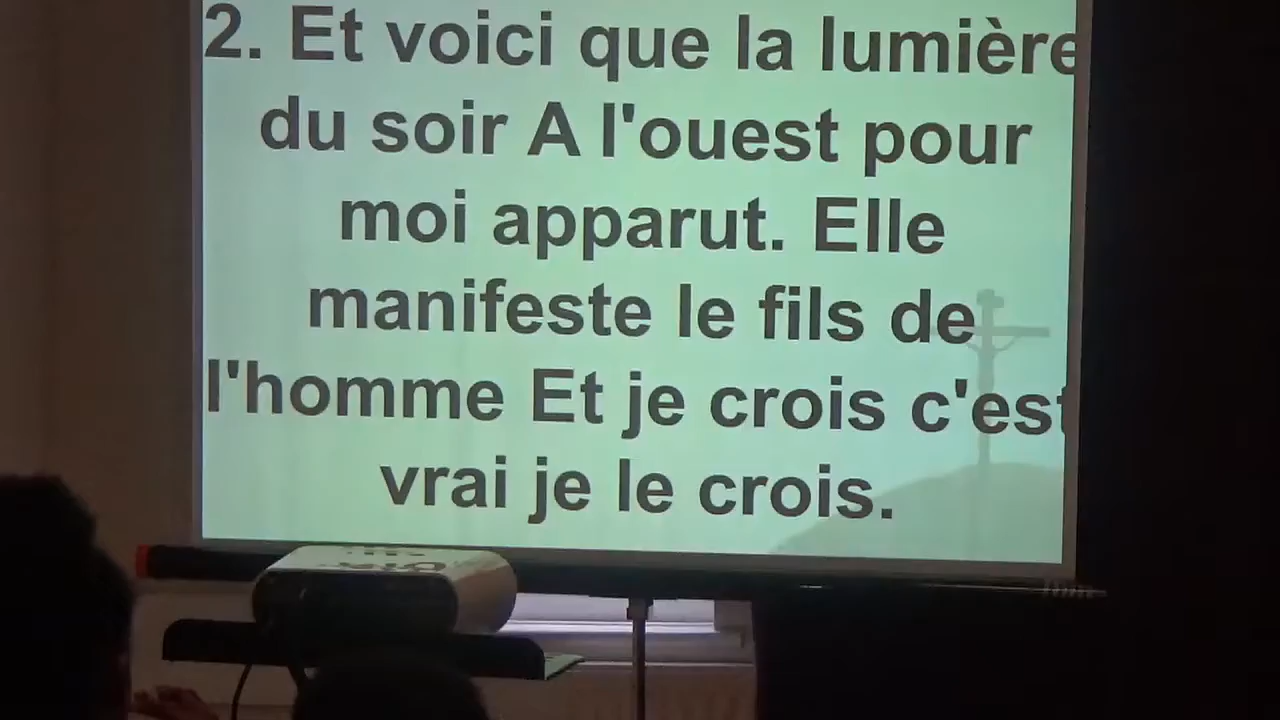 2. Et voici que la lumière
du soir A l'ouest pour
moi apparut. Elle
manifeste le fils de
l'homme Et je crois c'est
vrai je le crois.